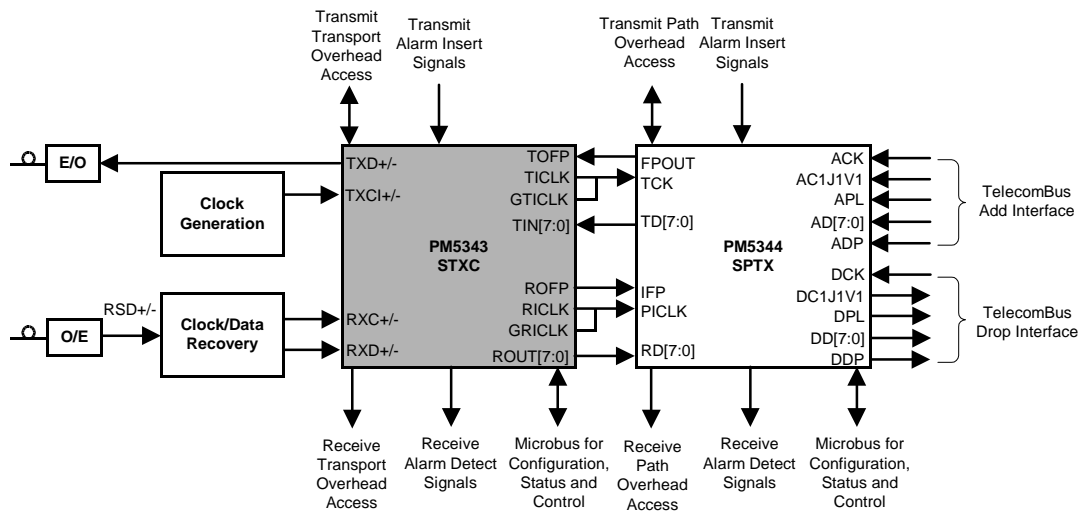 Transmit
Transport
Overhead
Access
Transmit
Alarm Insert
Signals
Transmit Path
Overhead
Access
Transmit
Alarm Insert
Signals
E/O
Clock
Generation
RSD+/-
O/E
Clock/Data
Recovery
TXD+/-
TXCI+/-
RXC+/-
RXD+/-
PM5343
STXC
TOFP
TICLK
GTICLK
TIN[7:0]
ROFP
RICLK
GRICLK
ROUT[7:0]
FPOUT
TCK
TD[7:0]
IFP
PICLK
RD[7:0]
PM5344
SPTX
ACK
AC1J1V1
APL
AD[7:0]
ADP
DCK
DC1J1V1
DPL
DD[7:0]
DDP
TelecomBus
Add Interface
TelecomBus
Drop Interface
Receive
Transport
Overhead
Access
Receive
Alarm Detect
Signals
Microbus for
Configuration,
Status and
Control
Receive
Path
Overhead
Access
Receive
Alarm Detect
Signals
Microbus for
Configuration,
Status and
Control